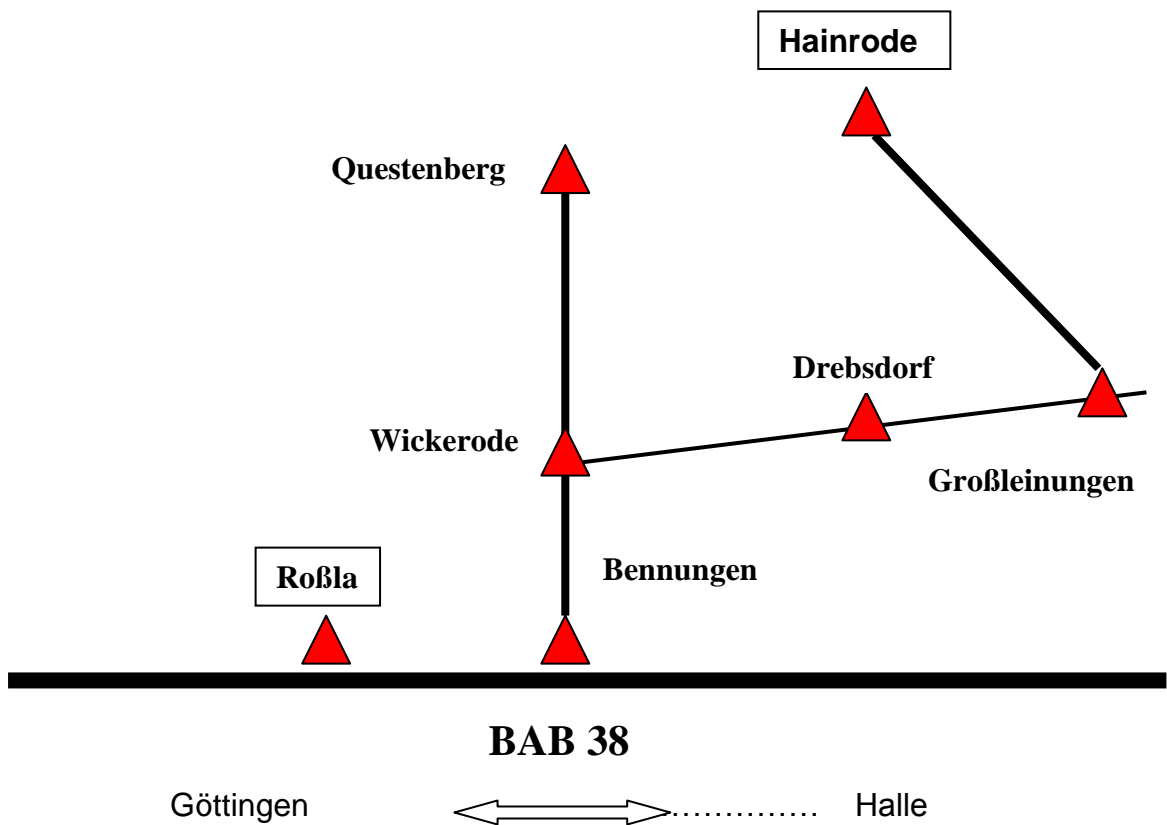 Hainrode
Questenberg
Drebsdorf
Wickerode
Großleinungen
Bennungen
Roßla
BAB 38
Göttingen ............... Halle